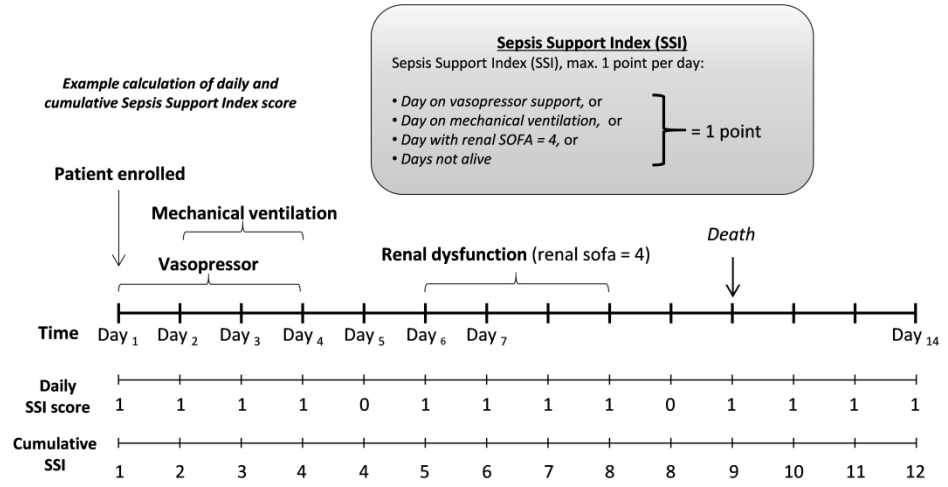 Sepsis Support Index (SSI)
Sepsis Support Index (SSI), max. 1 point per day:
• Day on vasopressor support, or
• Day on mechanical ventilation, or
• Day with renal SOFA = 4, or
• Days not alive
= 1 point
Example calculation of daily and
cumulative Sepsis Support Index score
Patient enrolled
Mechanical ventilation
Vasopressor
Renal dysfunction (renal sofa = 4)
Death
Time Day 1 Day 2 Day 3 Day 4 Day 5 Day 6 Day 7 Day 14
Daily
SSI score 1 1 1 1 0 1 1 1 1 0 1 1 1 1
Cumulative
SSI 1 2 3 4 4 5 6 7 8 8 9 10 11 12